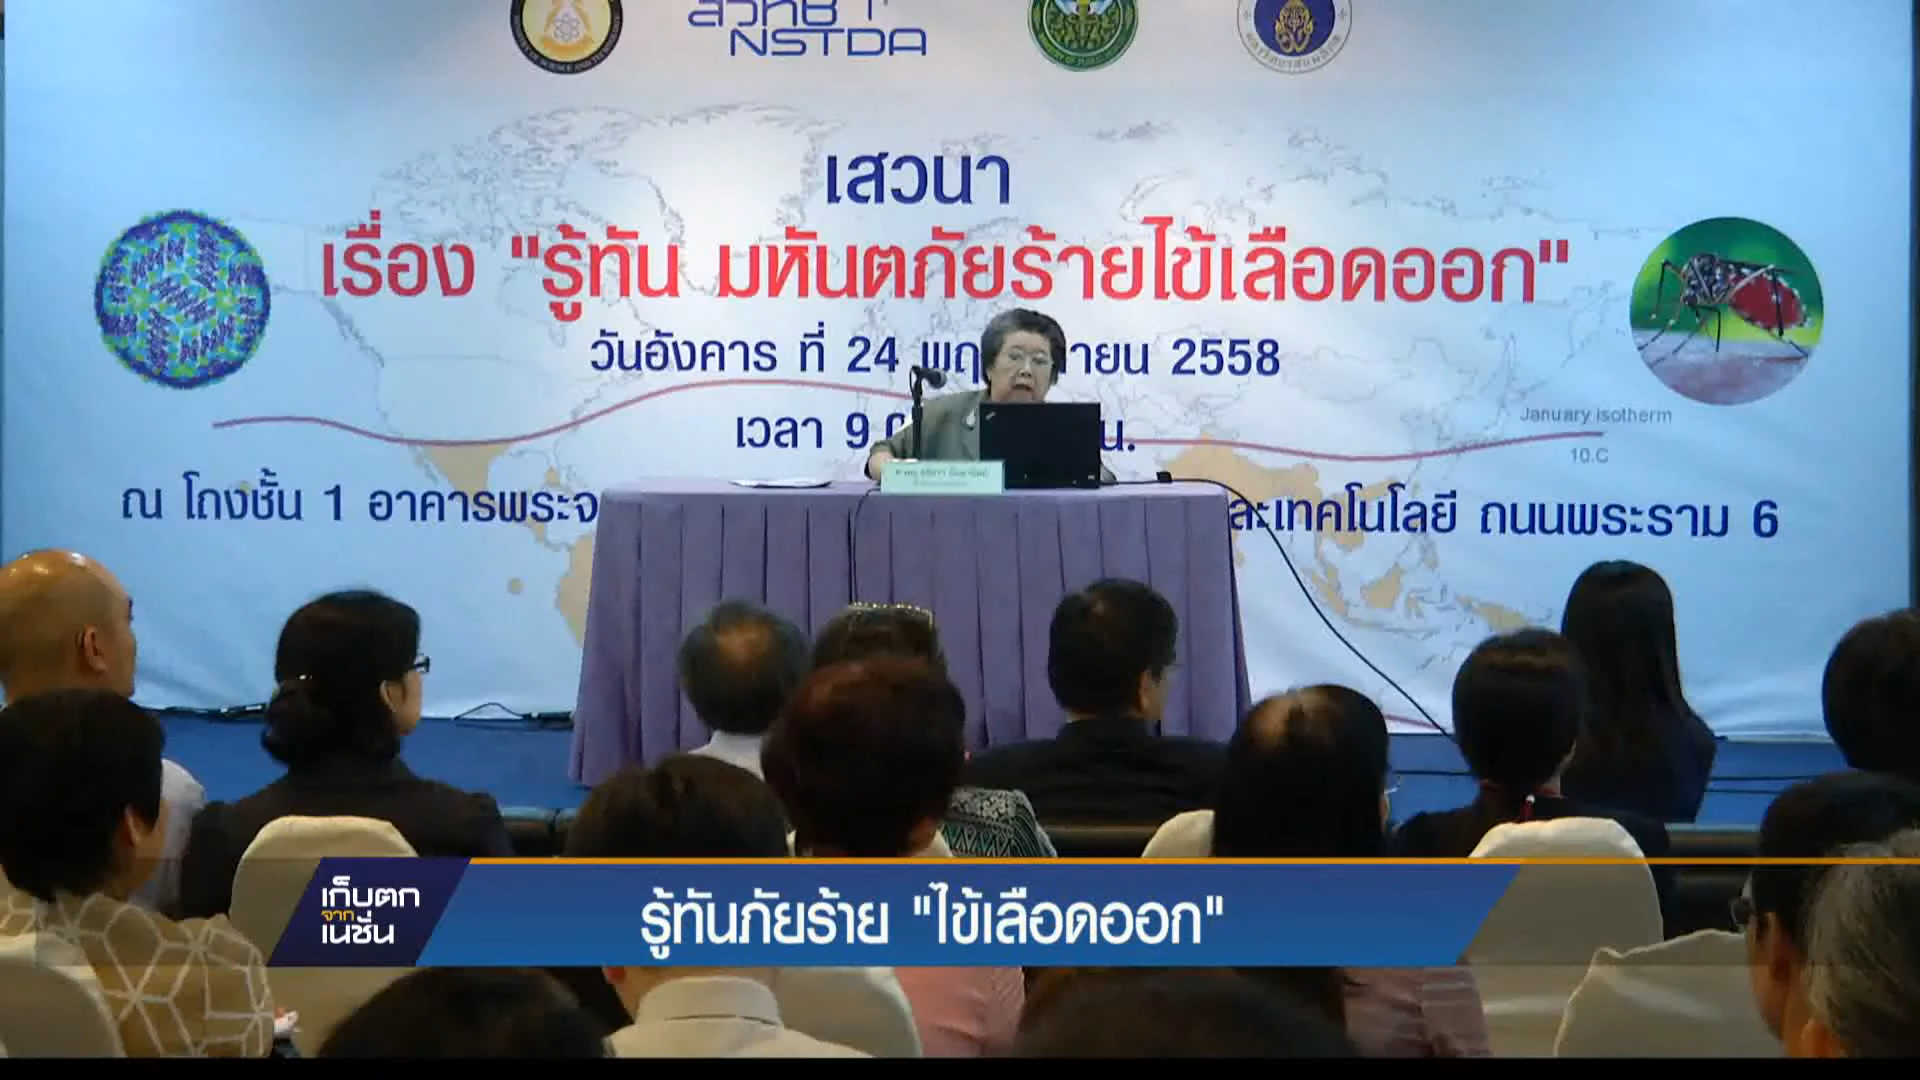 สวทช
NSTDA
เสวนา
เรื่อง "รู้ทัน มหันตภัยร้ายไข้เลือดออก"
วันอังคาร ที่ 24 พฤ ายน 2558
เวลา 9 น.
January isotherm
10.C
ณ โถงชั้น 1 อาคารพระจ ละเทคโนโลยี ถนนพระราม 6
เก็บตก
จาก
เนชั่น
รู้ทันภัยร้าย "ไข้เลือดออก"